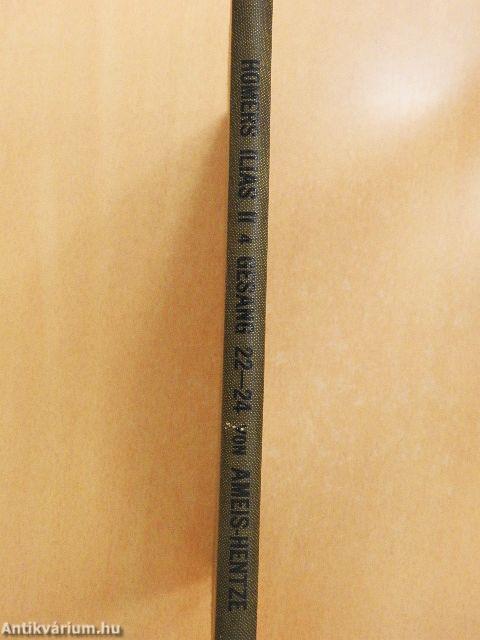 HOMERS ILIAS II 4 GESANG 22—24 VON AMEIS-HENTZE
Antikvárium.hu